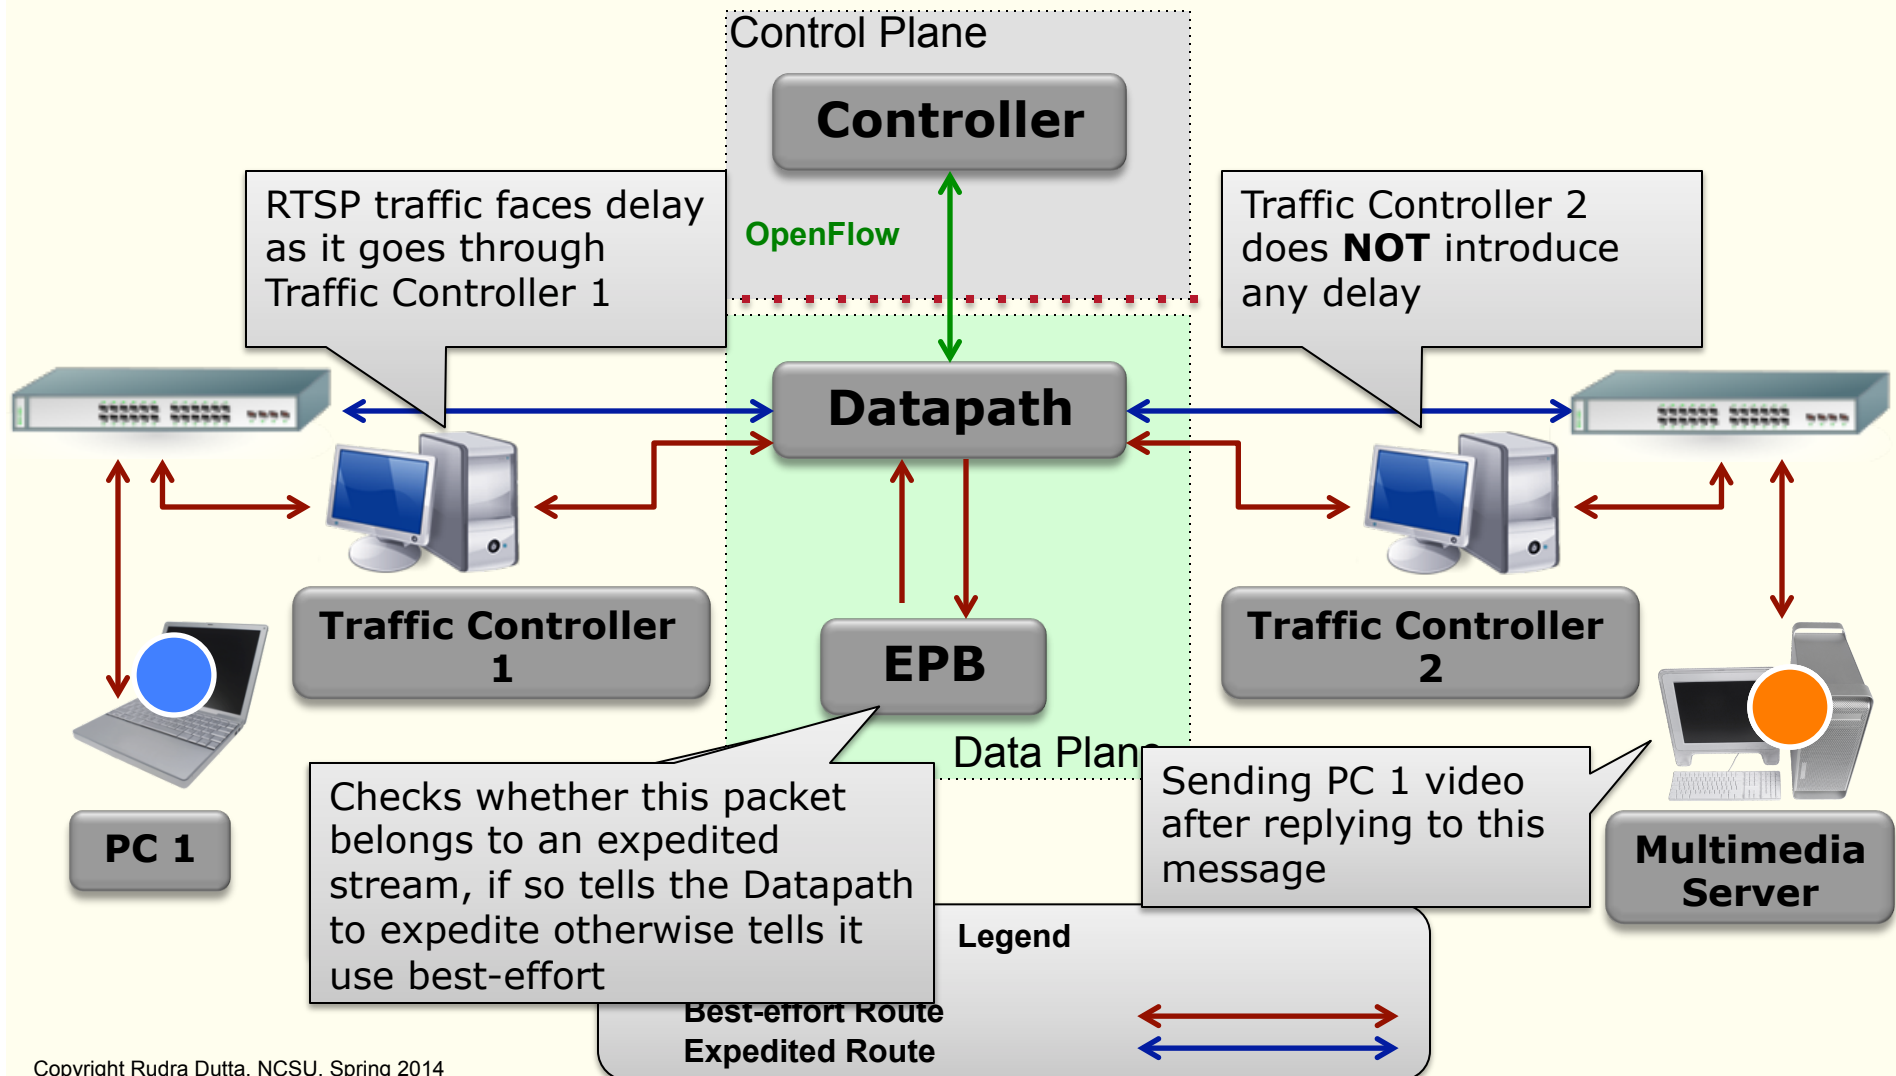 Control Plane
Controller
OpenFlow
RTSP traffic faces delay
as it goes through
Traffic Controller 1
Traffic Controller 2
does NOT introduce
any delay
Datapath
Traffic Controller
1
EPB
Traffic Controller
2
Data Plane
PC 1
Checks whether this packet
belongs to an expedited
stream, if so tells the Datapath
to expedite otherwise tells it
use best-effort
Sending PC 1 video
after replying to this
message
Multimedia
Server
Legend
Best-effort Route
Expedited Route
Copyright Rudra Dutta, NCSU, Spring 2014